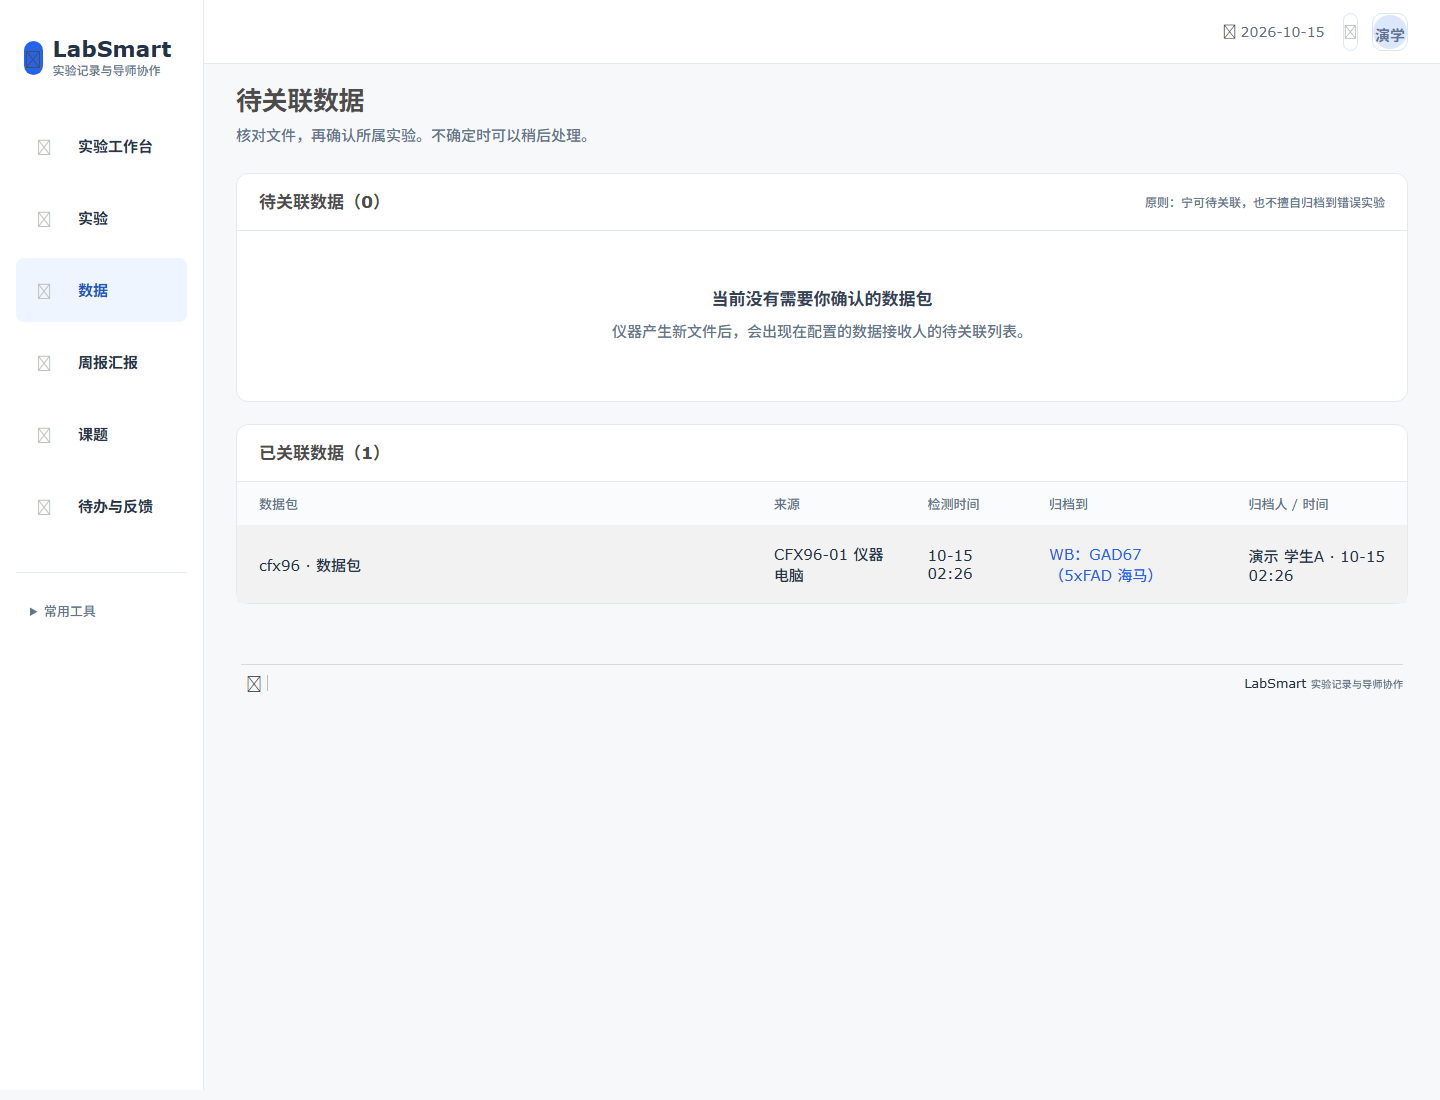 LabSmart
实验记录与导师协作
实验工作台
实验
数据
周报汇报
课题
待办与反馈
常用工具
2026-10-15
演学
待关联数据
核对文件，再确认所属实验。不确定时可以稍后处理。
待关联数据（0）
原则：宁可待关联，也不擅自归档到错误实验
当前没有需要你确认的数据包
仪器产生新文件后，会出现在配置的数据接收人的待关联列表。
已关联数据（1）
数据包 来源 检测时间 归档到 归档人 / 时间
cfx96 · 数据包
CFX96-01 仪器
电脑
10-15
02:26
WB：GAD67
（5xFAD 海马）
演示 学生A · 10-15
02:26
LabSmart 实验记录与导师协作